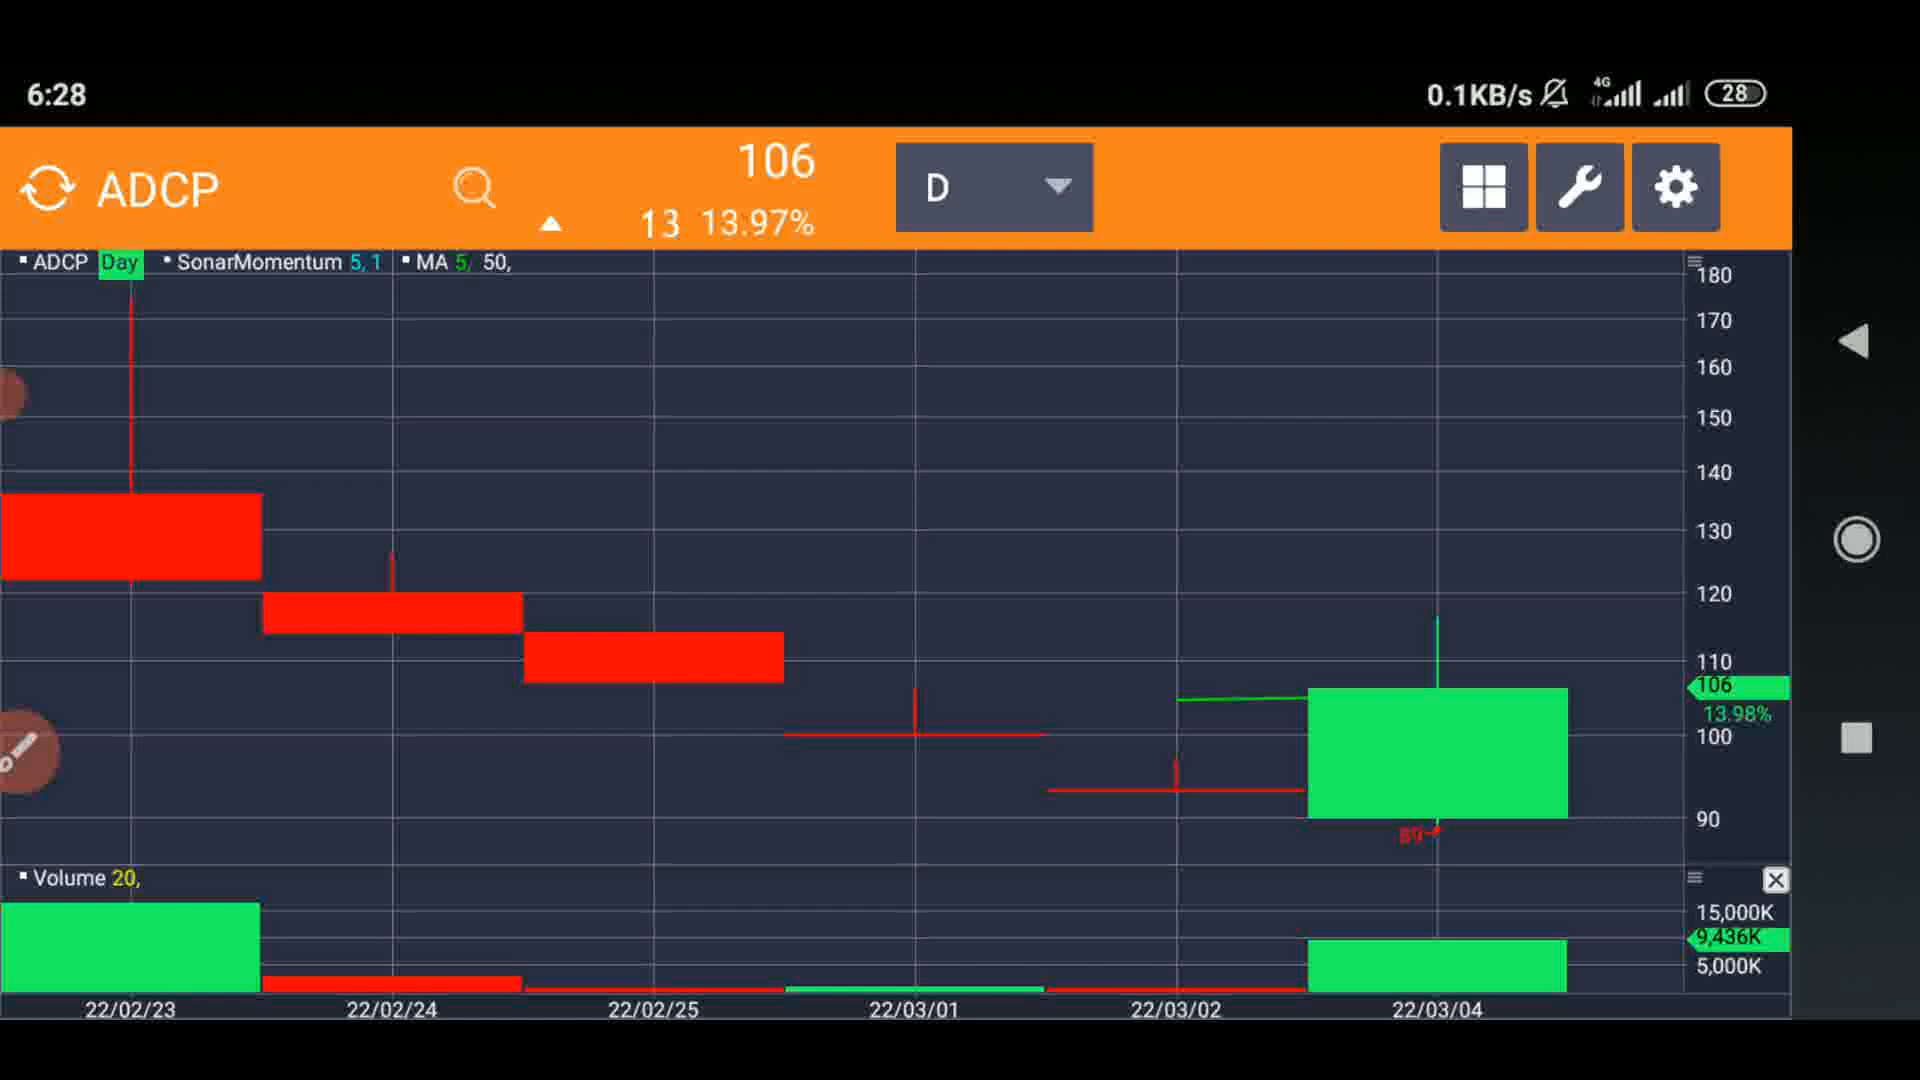 6:28 0.1KB/s 4G 28
ADCP 106 D
13 13.97%
ADCP Day SonarMomentum 5, 1 MA 5, 50,
180
170
160
150
140
130
120
110
106
13.98%
100
90
89
Volume 20,
15,000K
9,436K
5,000K
22/02/23 22/02/24 22/02/25 22/03/01 22/03/02 22/03/04